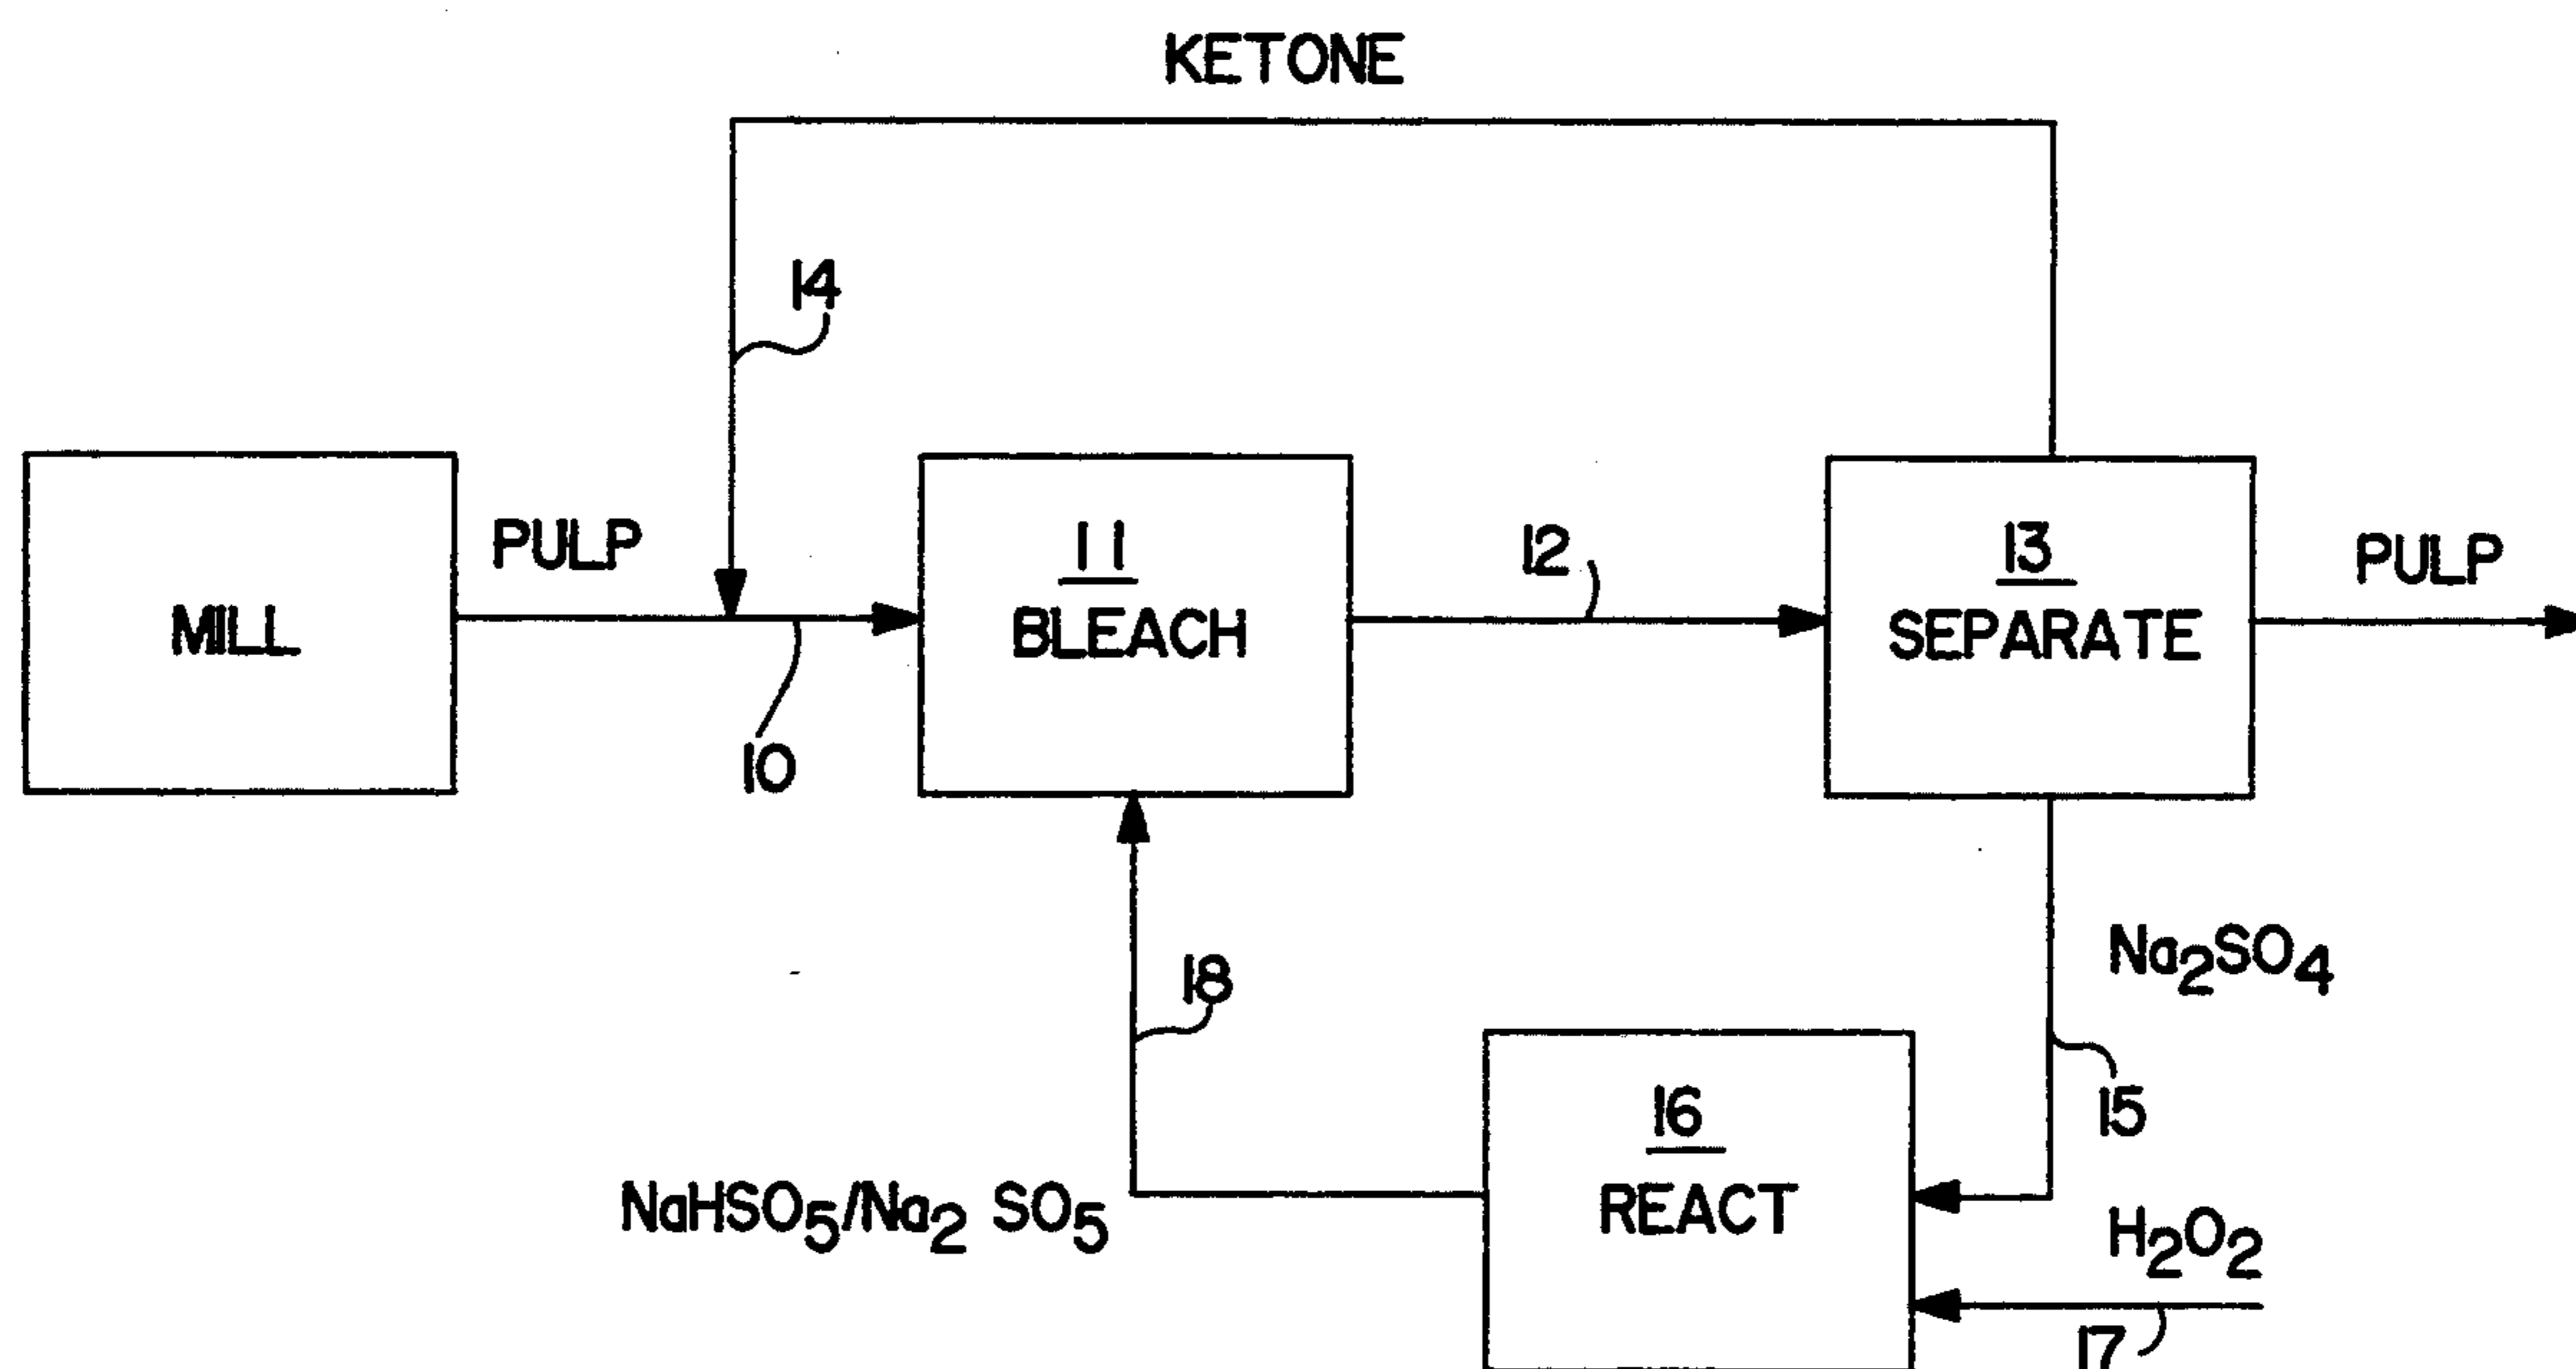 KETONE
14
PULP
MILL
10
11
BLEACH
12
13
SEPARATE
PULP
18
Na₂SO₄
15
16
REACT
NaHSO₅/Na₂ SO₅
H₂O₂
17